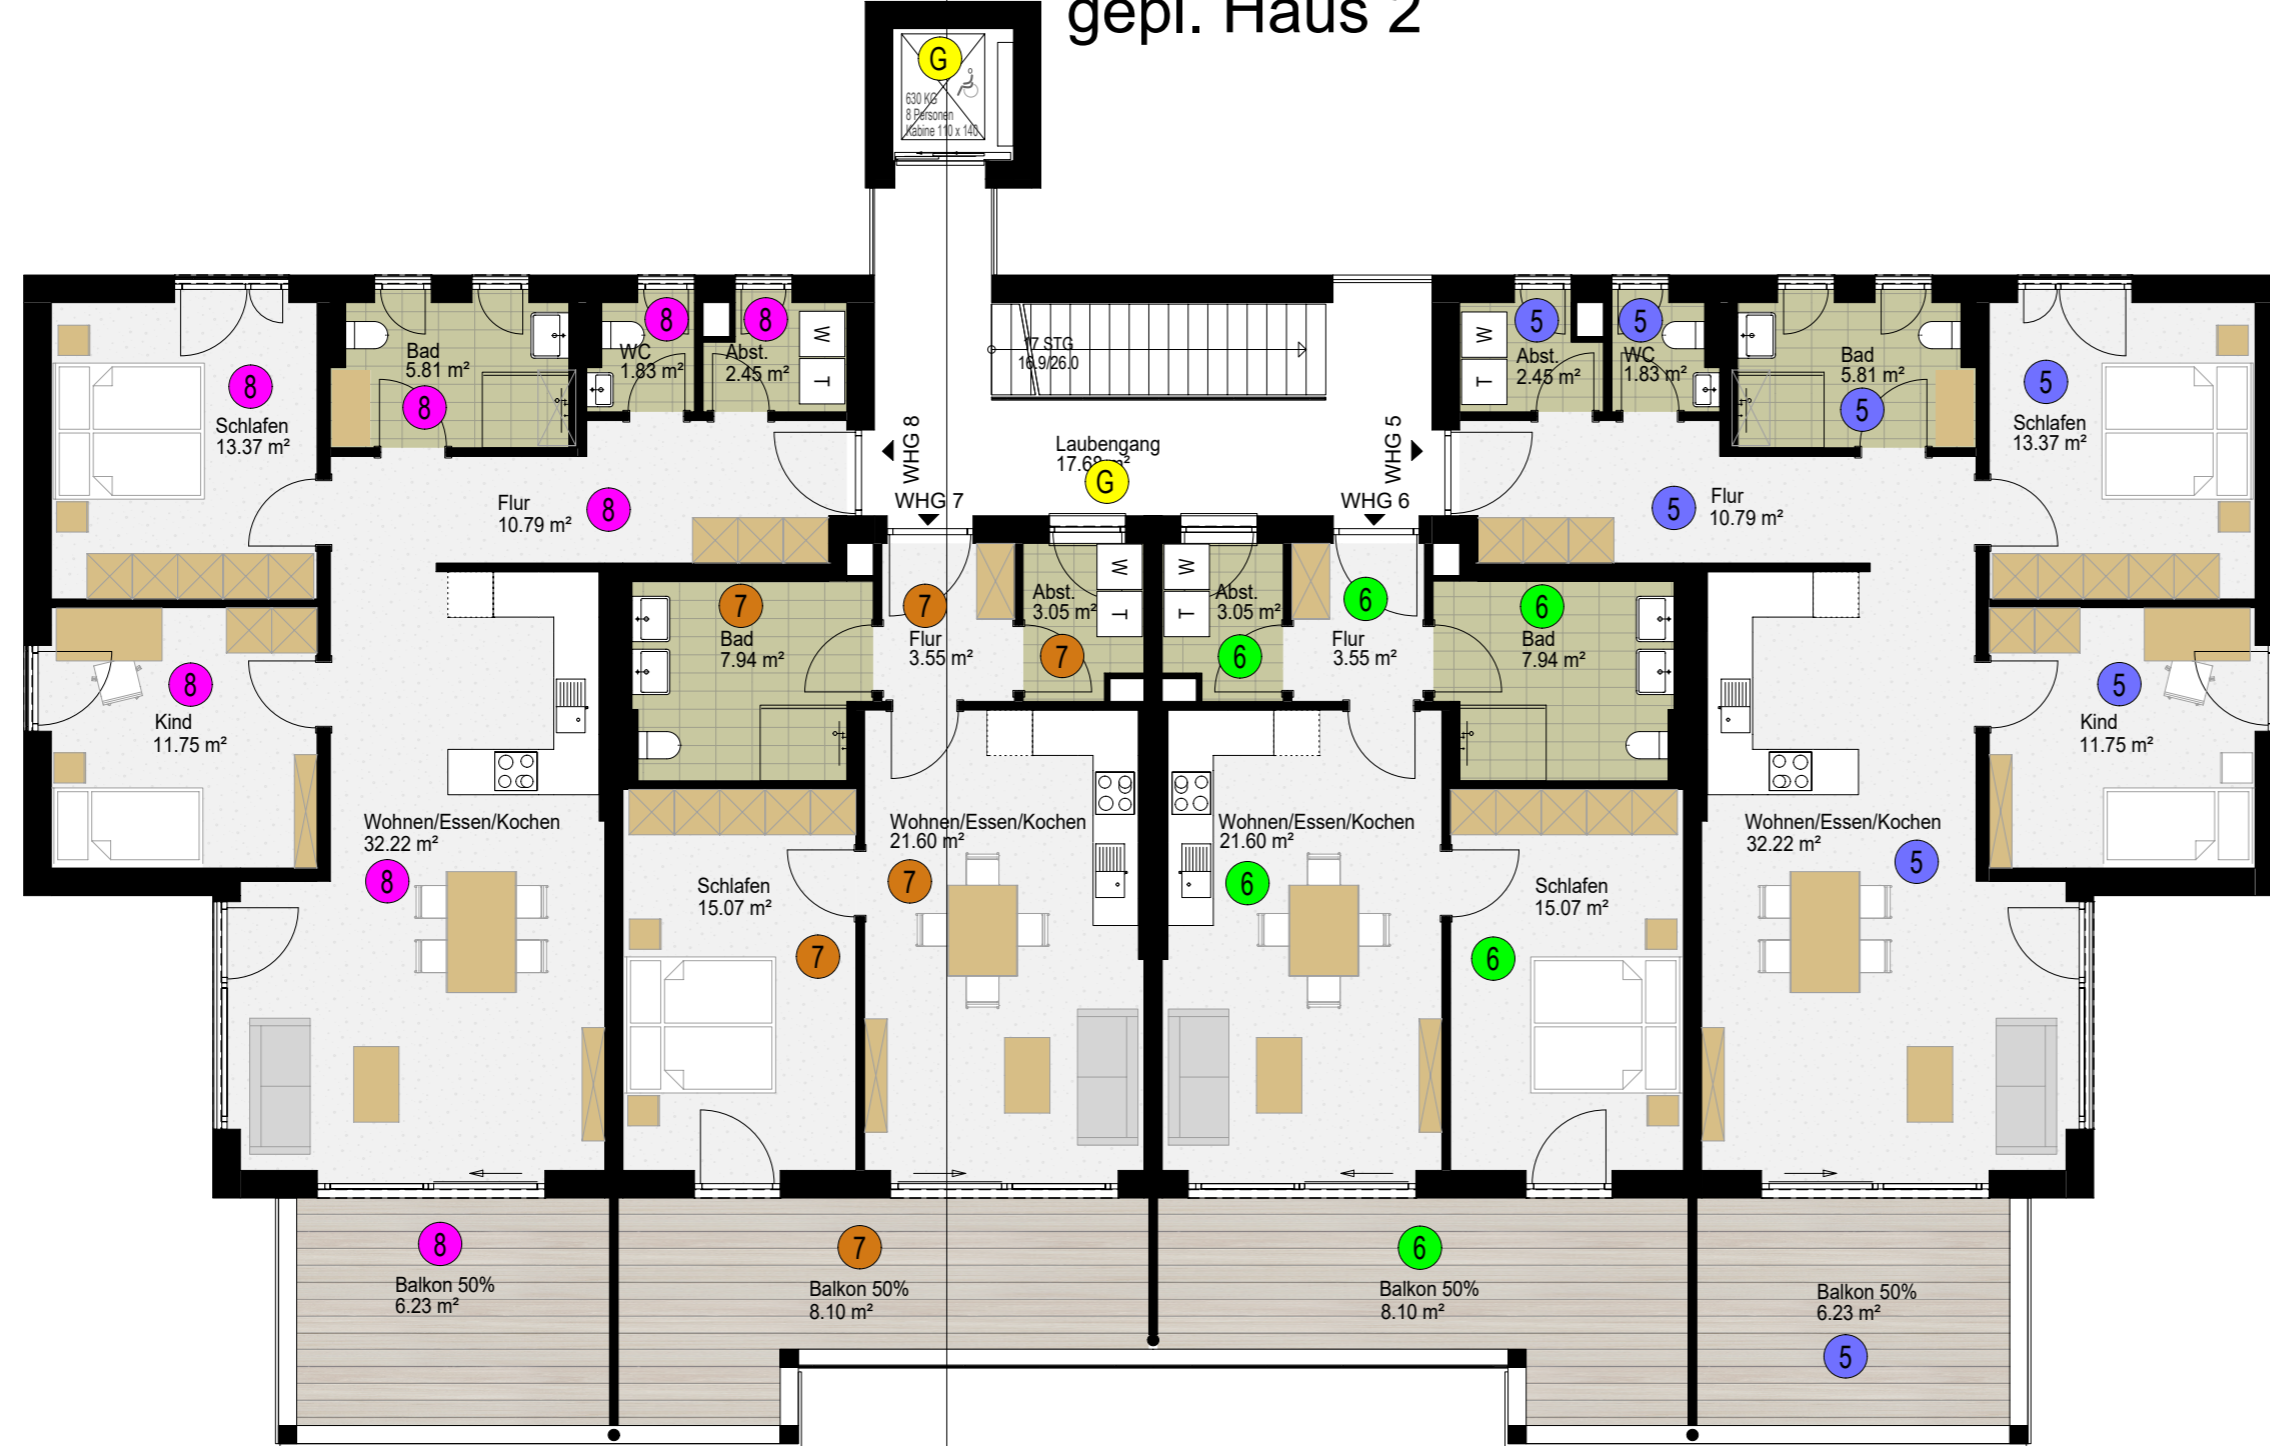 gepl. Haus 2
G
630 KG
8 Personen
Kabine 110 x 140
8
Schlafen
13.37 m²
Bad
5.81 m²
8
8
WC
1.83 m²
8
Abst.
2.45 m²
W
T
17 STG
16.9/26.0
W
T
5
Abst.
2.45 m²
5
WC
1.83 m²
Bad
5.81 m²
5
5
Schlafen
13.37 m²
Flur
10.79 m²
8
WHG 8
WHG 7
Laubengang
17.68 m²
G
WHG 6
WHG 5
5
Flur
10.79 m²
8
Kind
11.75 m²
7
Bad
7.94 m²
7
Flur
3.55 m²
Abst.
3.05 m²
7
W
T
W
T
Abst.
3.05 m²
6
6
Flur
3.55 m²
6
Bad
7.94 m²
5
Kind
11.75 m²
Wohnen/Essen/Kochen
32.22 m²
8
Schlafen
15.07 m²
7
Wohnen/Essen/Kochen
21.60 m²
7
Wohnen/Essen/Kochen
21.60 m²
6
Schlafen
15.07 m²
6
Wohnen/Essen/Kochen
32.22 m²
5
8
Balkon 50%
6.23 m²
7
Balkon 50%
8.10 m²
6
Balkon 50%
8.10 m²
Balkon 50%
6.23 m²
5